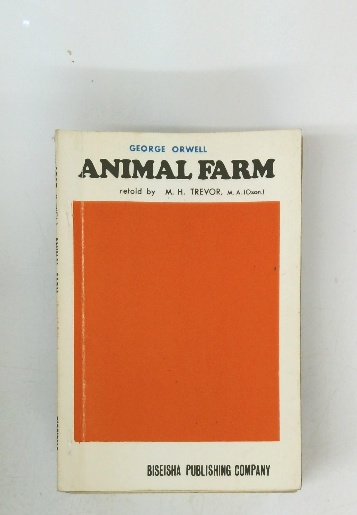 GEORGE ORWELL
ANIMAL FARM
retold by M. H. TREVOR, M. A. (Oxon.)
BISEISHA PUBLISHING COMPANY